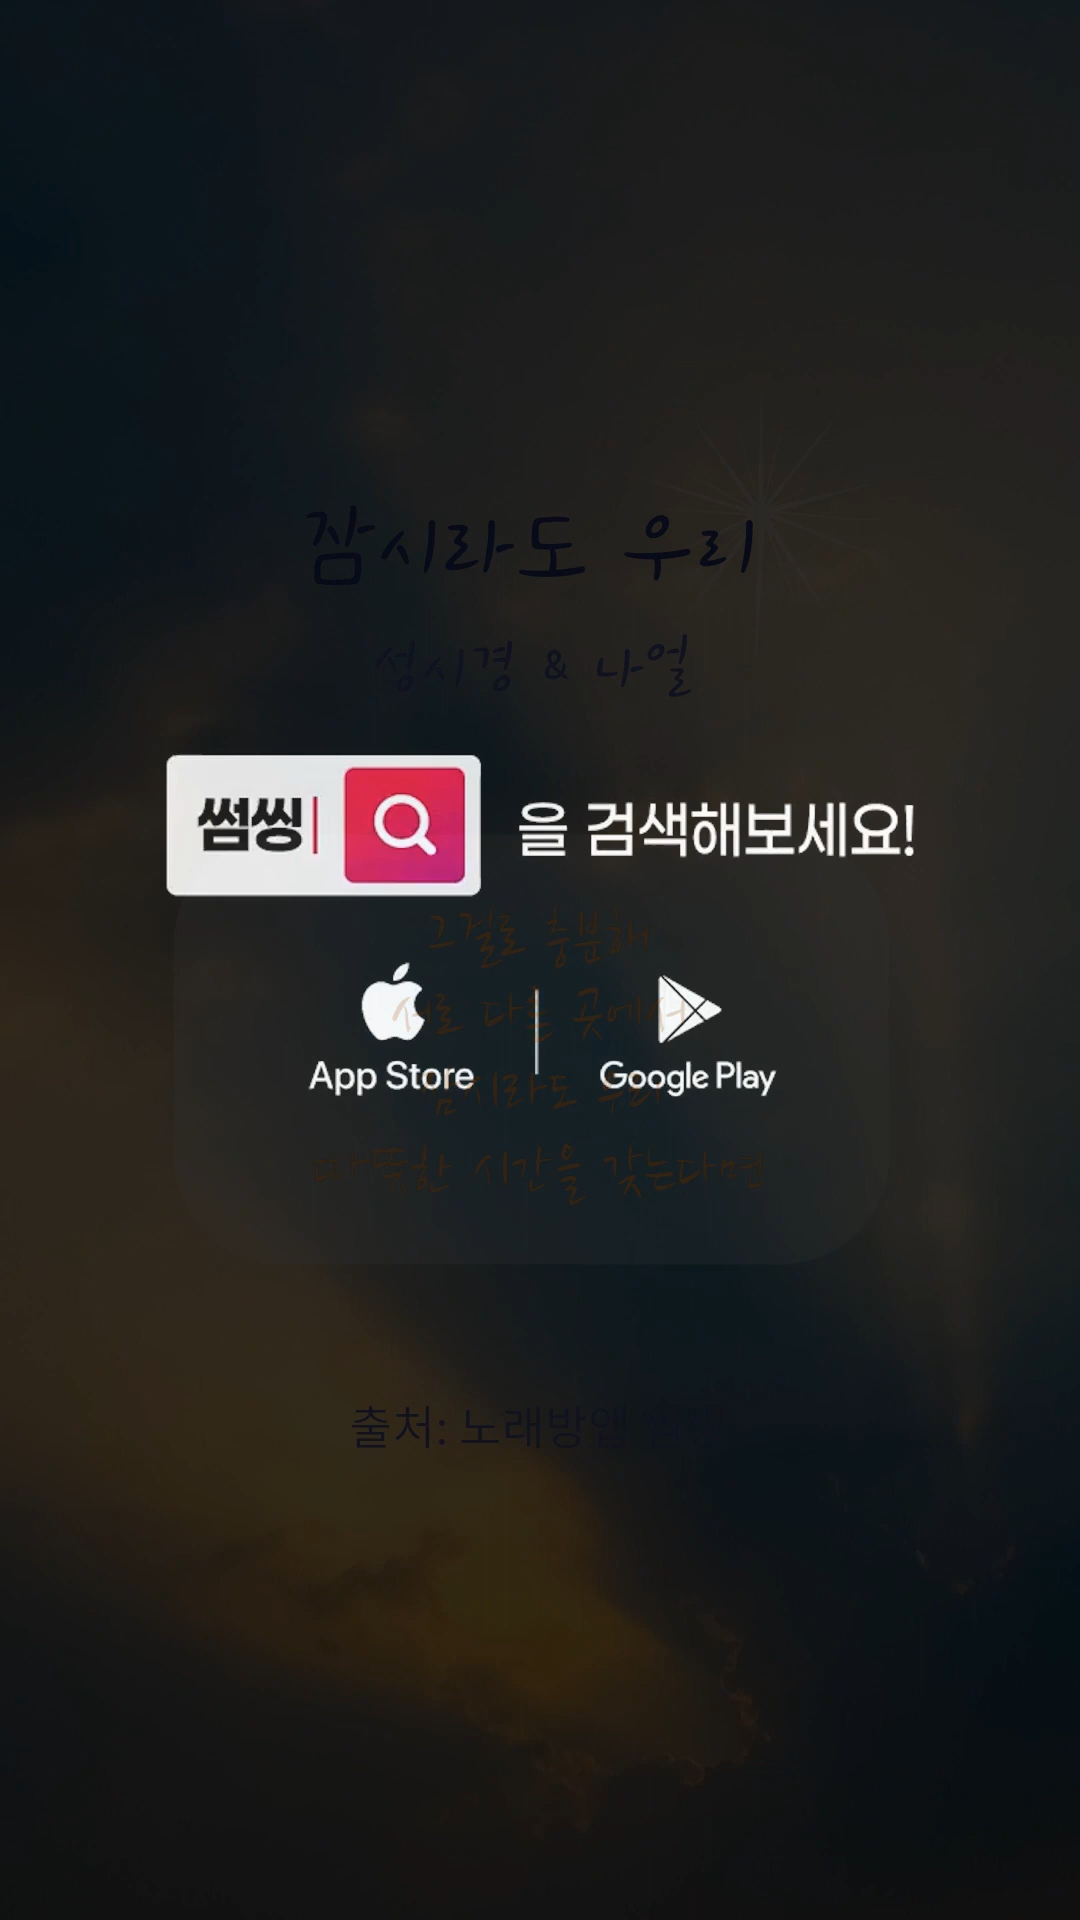 잠시라도 우리
성시경 & 나얼
썸씽 을 검색해보세요!
그걸로 충분해
서로 다른 곳에서
잠시라도 우리
따뜻한 시간을 갖는다면
App Store
Google Play
출처: 노래방앱